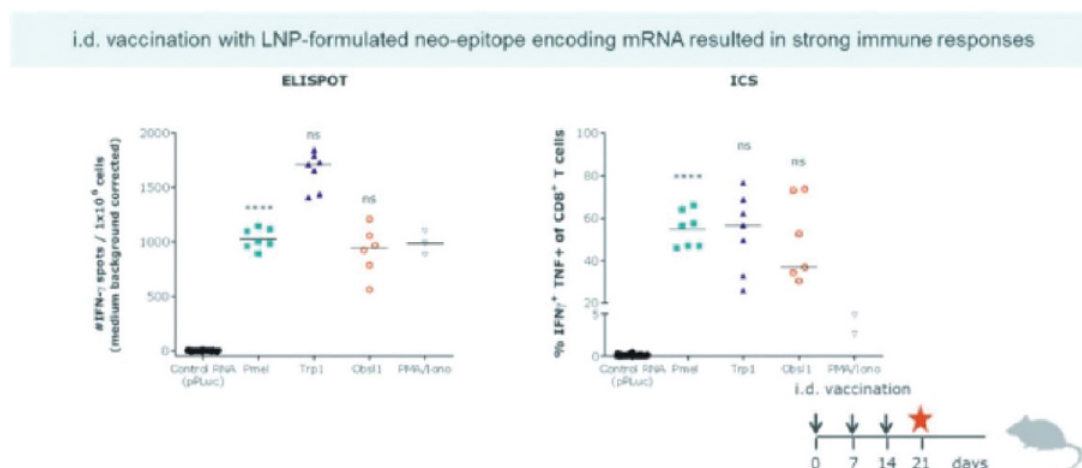 i.d. vaccination with LNP-formulated neo-epitope encoding mRNA resulted in strong immune responses
ELISPOT
#IFN-γ spots / 1x10⁶ cells
(medium background corrected)
2000
1500
1000
500
0
****
ns
ns
Control RNA
(pPLuc)
Pmel
Trp1
Obsl1
PMA/Iono
ICS
% IFNγ⁺ TNF+ of CD8⁺ T cells
100
80
60
40
20
5
0
****
ns
ns
Control RNA
(pPLuc)
Pmel
Trp1
Obsl1
PMA/Iono
i.d. vaccination
0 7 14 21 days